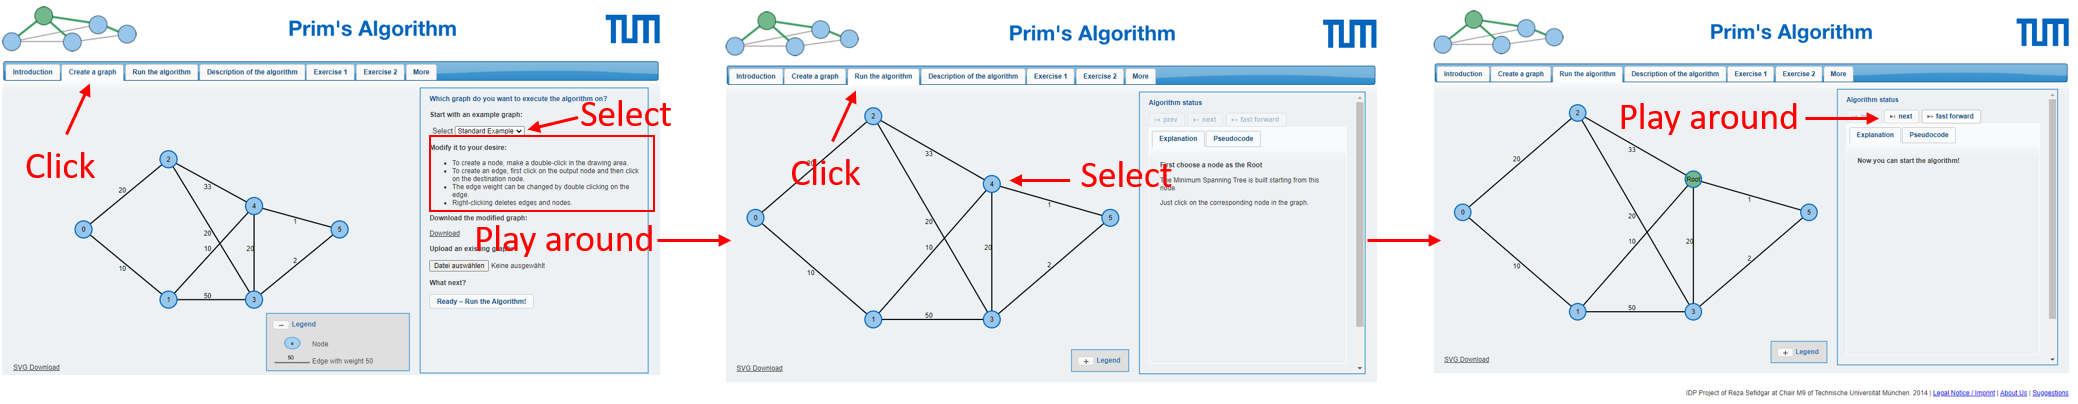 Prim's Algorithm
TUM
Introduction
Create a graph
Run the algorithm
Description of the algorithm
Exercise 1
Exercise 2
More
Click
2
20
33
4
1
0
20
10
20
5
10
2
1
50
3
Legend
a
Node
50
Edge with weight 50
SVG Download
Which graph do you want to execute the algorithm on?
Start with an example graph:
Select Standard Example
Select
Modify it to your desire:
To create a node, make a double-click in the drawing area.
To create an edge, first click on the output node and then click
on the destination node.
The edge weight can be changed by double clicking on the
edge.
Right-clicking deletes edges and nodes.
Download the modified graph:
Download
Play around
Upload an existing graph
Datei auswählen Keine ausgewählt
What next?
Ready – Run the Algorithm!
Prim's Algorithm
TUM
Introduction
Create a graph
Run the algorithm
Description of the algorithm
Exercise 1
Exercise 2
More
2
20
33
Click
4
Select
1
0
20
10
20
5
10
2
1
50
3
Legend
SVG Download
Algorithm status
prev
next
fast forward
Explanation
Pseudocode
First choose a node as the Root
The Minimum Spanning Tree is built starting from this
node.
Just click on the corresponding node in the graph.
Prim's Algorithm
TUM
Introduction
Create a graph
Run the algorithm
Description of the algorithm
Exercise 1
Exercise 2
More
2
20
33
Root
1
0
20
10
20
5
10
2
1
50
3
Legend
SVG Download
Algorithm status
Play around
next
fast forward
Explanation
Pseudocode
Now you can start the algorithm!
IDP Project of Reza Sefidgar at Chair M9 of Technische Universität München. 2014 | Legal Notice / Imprint | About Us | Suggestions